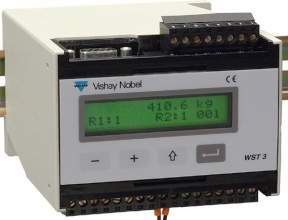 Vishay Nobel
CE
410.6 kg
R1:1 R2:1 001
− + ⇧ ↵
WST 3